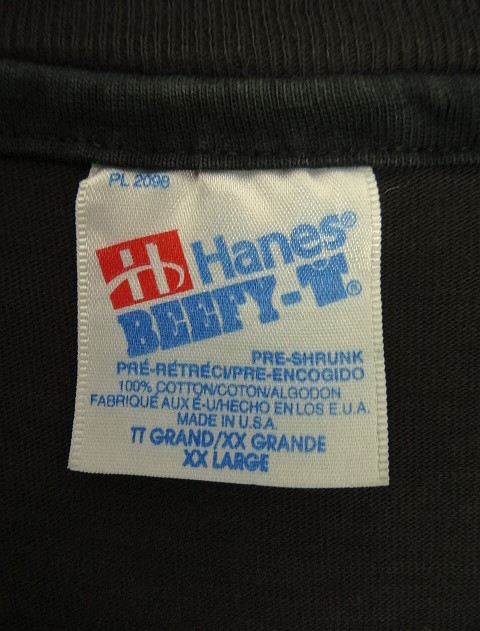 PL 2098
Hanes®
BEEFY-T®
PRE-SHRUNK
PRÉ-RÉTRÉCI/PRE-ENCOGIDO
100% COTTON/COTON/ALGODON
FABRIQUÉ AUX É-U/HECHO EN LOS E.U.A.
MADE IN U.S.A.
TT GRAND/XX GRANDE
XX LARGE